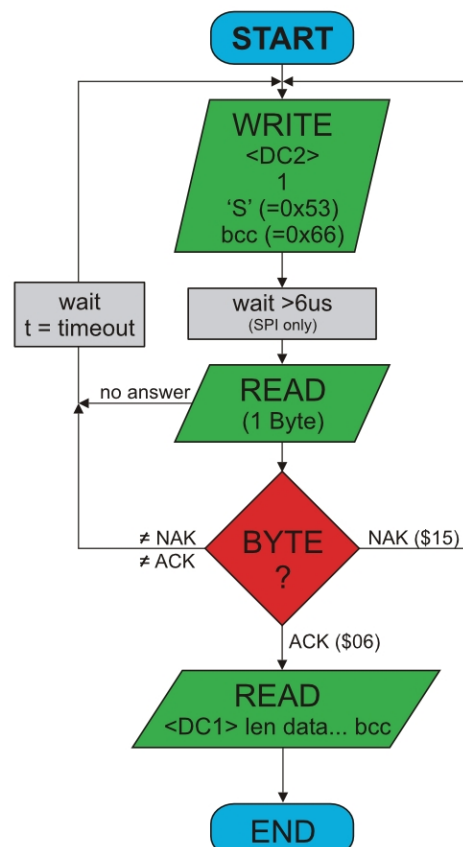 START
WRITE
<DC2>
1
‘S’ (=0x53)
bcc (=0x66)
wait
t = timeout
wait >6us
(SPI only)
no answer
READ
(1 Byte)
≠ NAK
≠ ACK
BYTE
?
NAK ($15)
ACK ($06)
READ
<DC1> len data... bcc
END